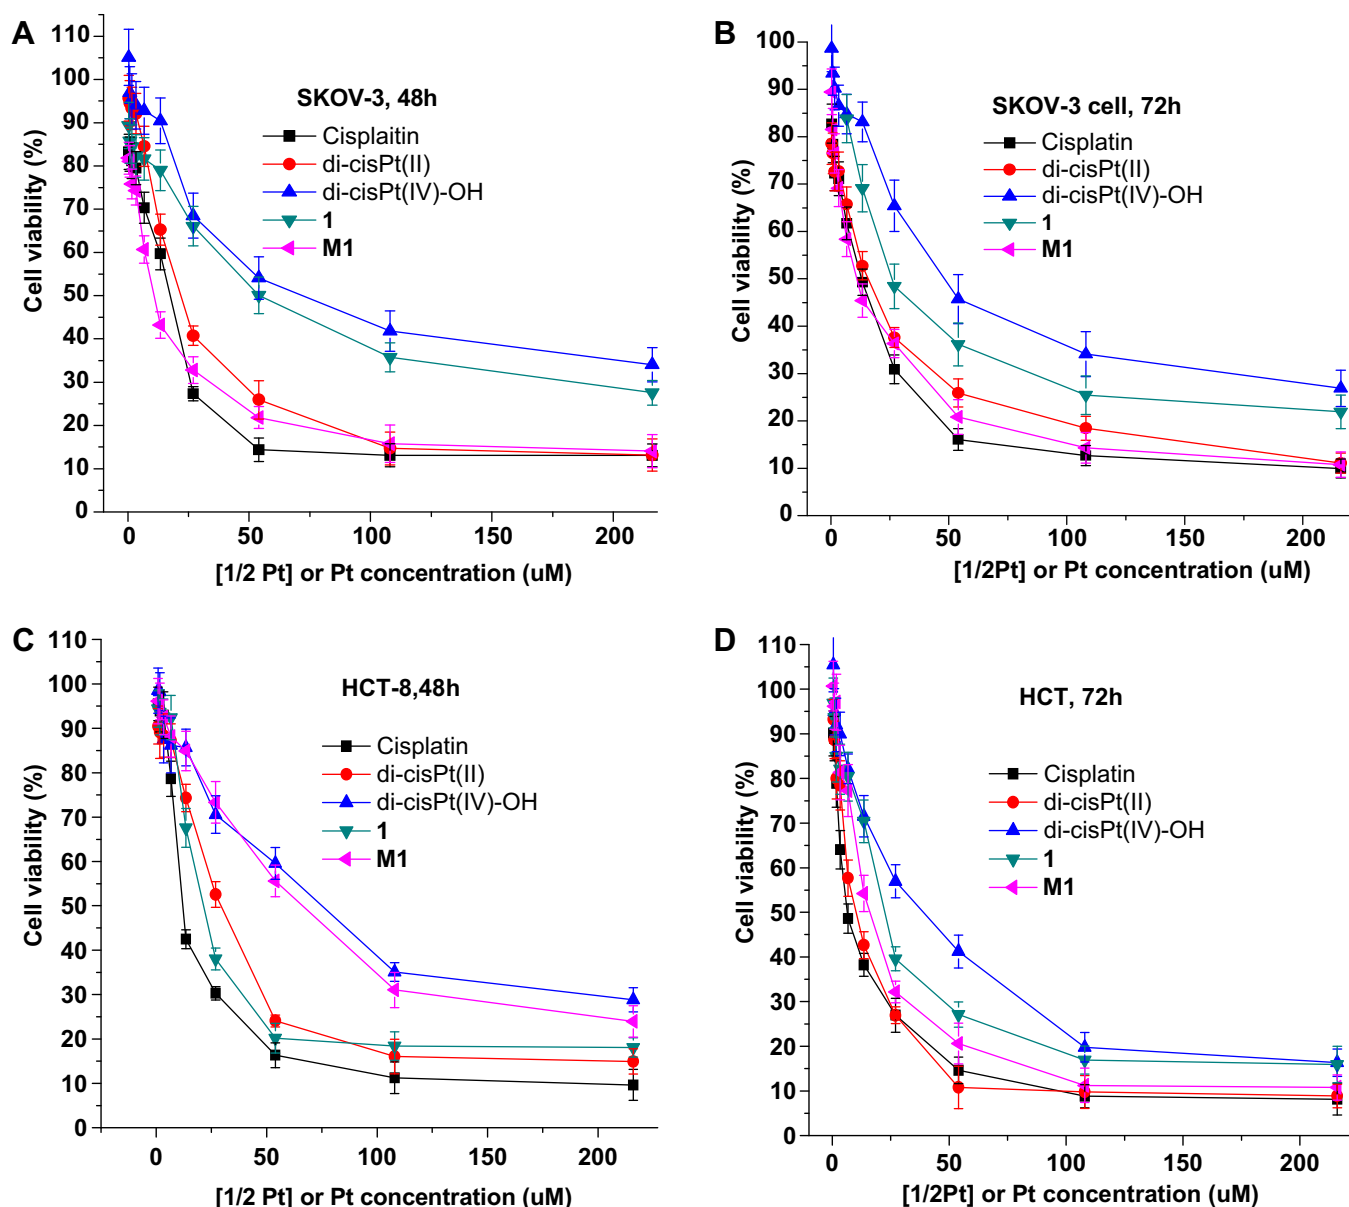 A
110
100
90
80
70
60
50
40
30
20
10
0
Cell viability (%)
SKOV-3, 48h
Cisplaitin
di-cisPt(II)
di-cisPt(IV)-OH
1
M1
0 50 100 150 200
[1/2 Pt] or Pt concentration (uM)
B
100
90
80
70
60
50
40
30
20
10
0
Cell viability (%)
SKOV-3 cell, 72h
Cisplatin
di-cisPt(II)
di-cisPt(IV)-OH
1
M1
0 50 100 150 200
[1/2Pt] or Pt concentration (uM)
C
110
100
90
80
70
60
50
40
30
20
10
0
Cell viability (%)
HCT-8,48h
Cisplatin
di-cisPt(II)
di-cisPt(IV)-OH
1
M1
0 50 100 150 200
[1/2 Pt] or Pt concentration (uM)
D
110
100
90
80
70
60
50
40
30
20
10
0
Cell viability (%)
HCT, 72h
Cisplatin
di-cisPt(II)
di-cisPt(IV)-OH
1
M1
0 50 100 150 200
[1/2Pt] or Pt concentration (uM)